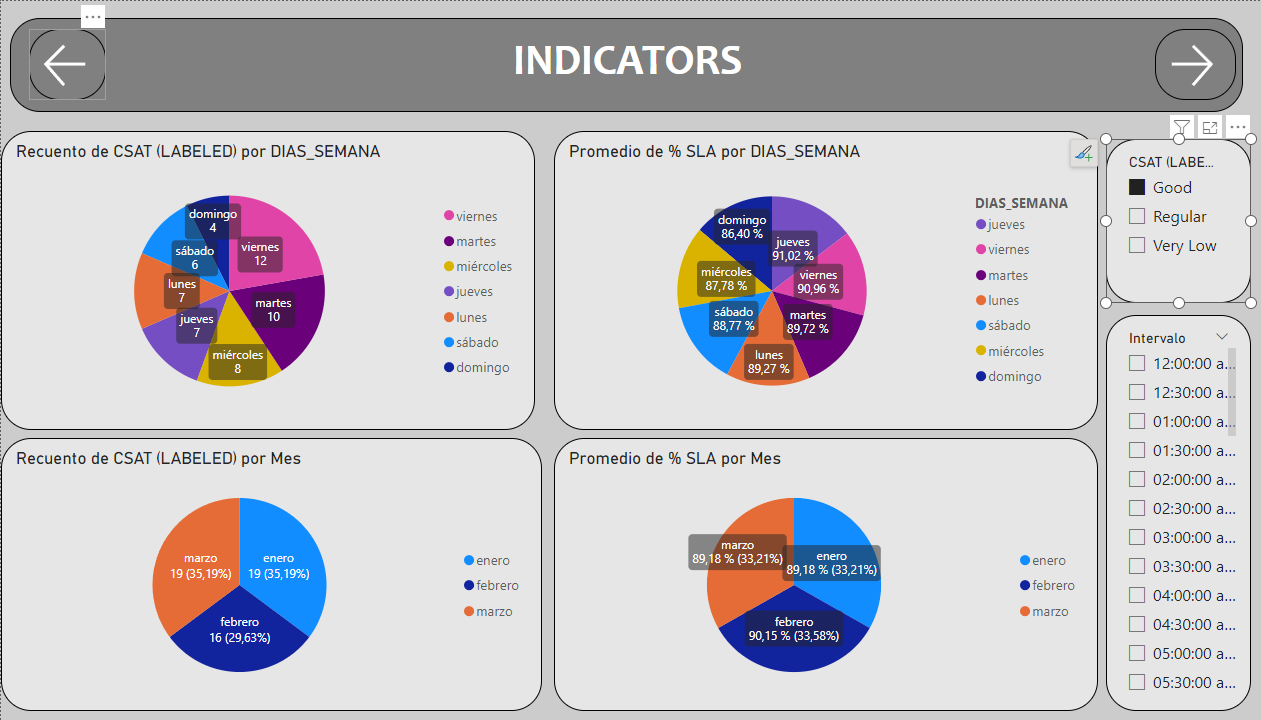 INDICATORS
Recuento de CSAT (LABELED) por DIAS_SEMANA
domingo
4
viernes
12
sábado
6
lunes
7
martes
10
jueves
7
miércoles
8
viernes
martes
miércoles
jueves
lunes
sábado
domingo
Promedio de % SLA por DIAS_SEMANA
domingo
86,40 %
jueves
91,02 %
miércoles
87,78 %
viernes
90,96 %
sábado
88,77 %
martes
89,72 %
lunes
89,27 %
DIAS_SEMANA
jueves
viernes
martes
lunes
sábado
miércoles
domingo
CSAT (LABE...
Good
Regular
Very Low
Intervalo
12:00:00 a...
12:30:00 a...
01:00:00 a...
01:30:00 a...
02:00:00 a...
02:30:00 a...
03:00:00 a...
03:30:00 a...
04:00:00 a...
04:30:00 a...
05:00:00 a...
05:30:00 a...
Recuento de CSAT (LABELED) por Mes
marzo
19 (35,19%)
enero
19 (35,19%)
febrero
16 (29,63%)
enero
febrero
marzo
Promedio de % SLA por Mes
marzo
89,18 % (33,21%)
enero
89,18 % (33,21%)
febrero
90,15 % (33,58%)
enero
febrero
marzo